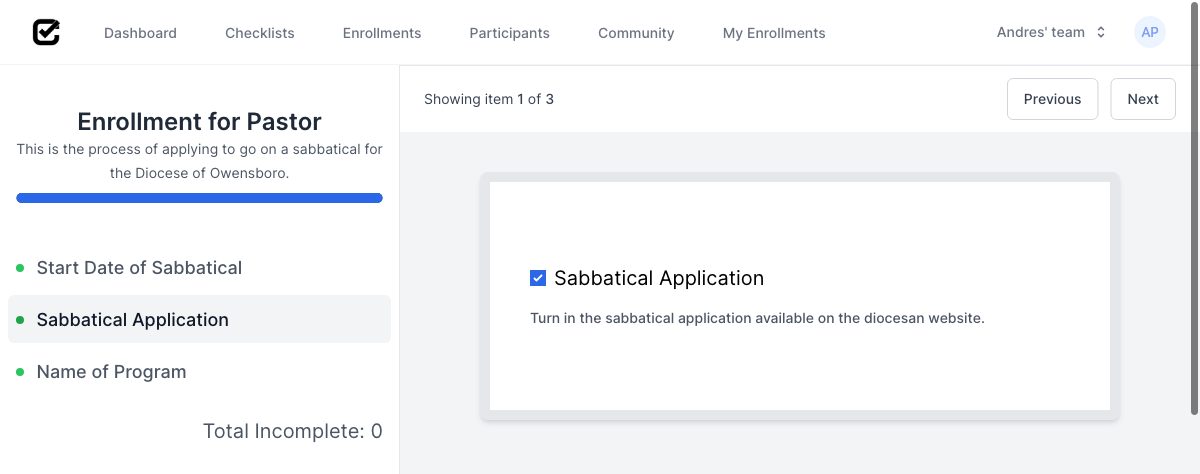 Dashboard
Checklists
Enrollments
Participants
Community
My Enrollments
Andres' team
AP
Enrollment for Pastor
This is the process of applying to go on a sabbatical for
the Diocese of Owensboro.
Start Date of Sabbatical
Sabbatical Application
Name of Program
Total Incomplete: 0
Showing item 1 of 3
Previous
Next
Sabbatical Application
Turn in the sabbatical application available on the diocesan website.